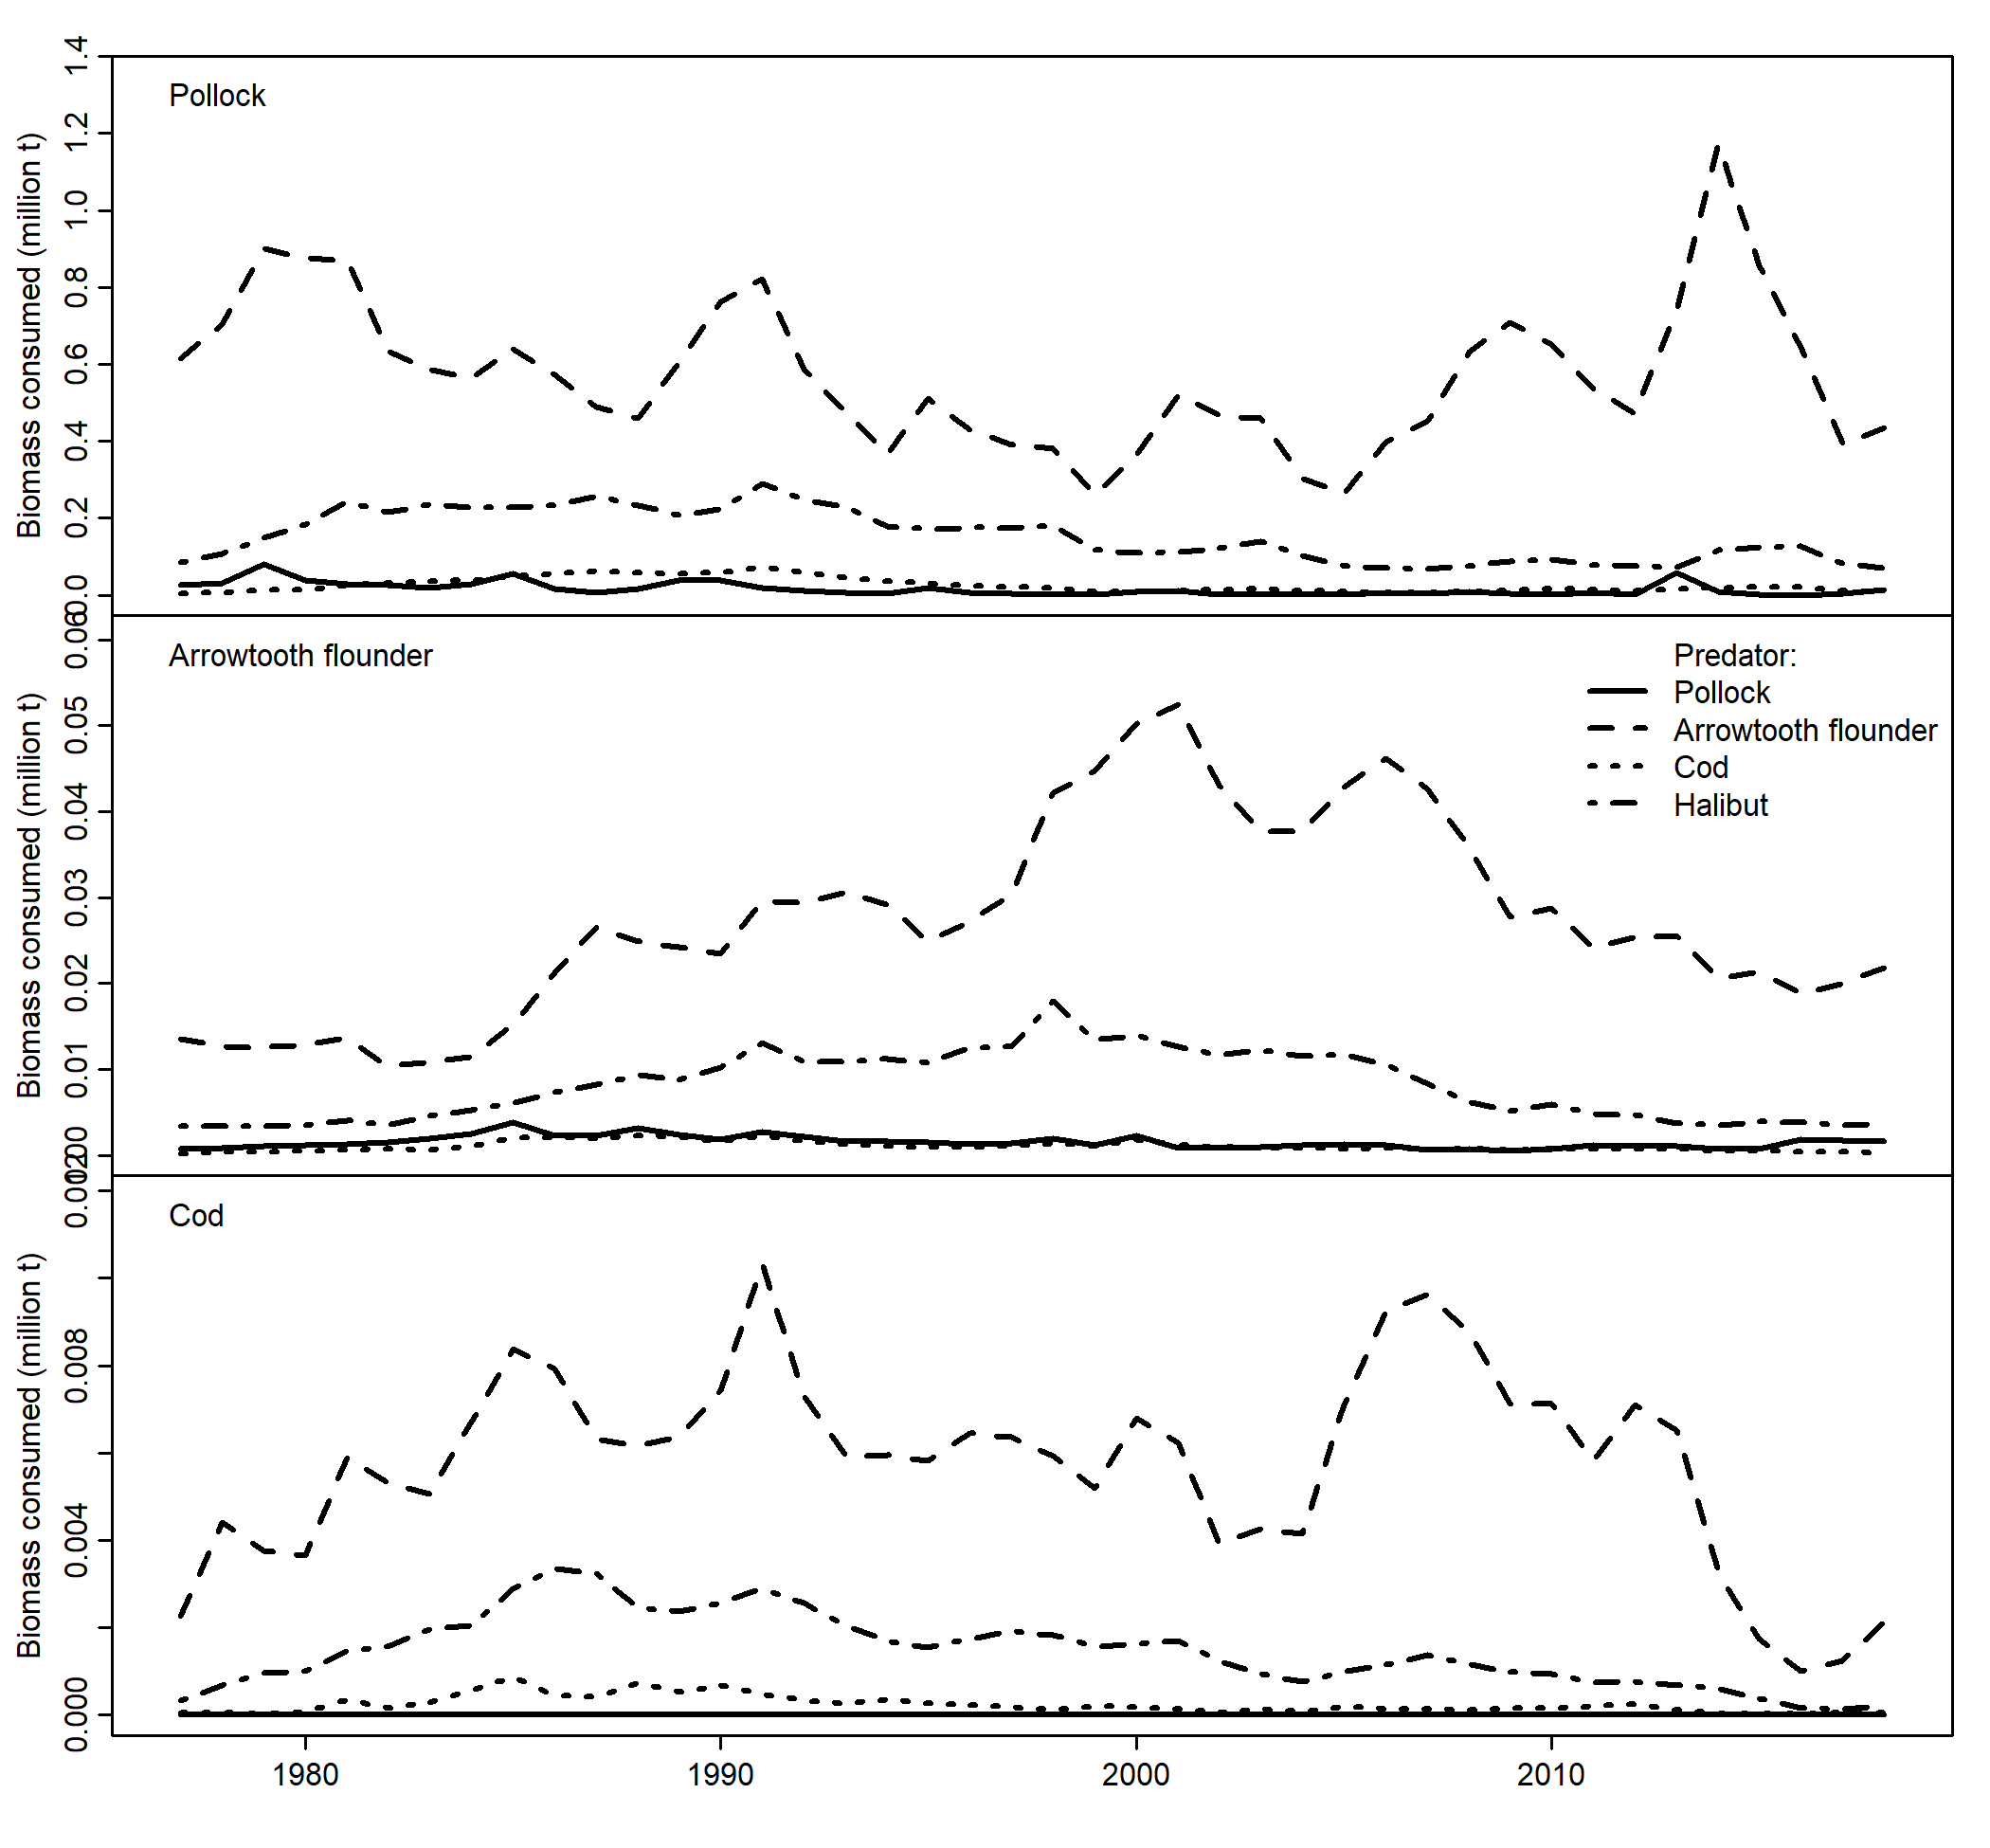 Pollock
Biomass consumed (million t)
1.4
1.2
1.0
0.8
0.6
0.4
0.2
0.0
Arrowtooth flounder
Biomass consumed (million t)
0.06
0.05
0.04
0.03
0.02
0.01
Predator:
Pollock
Arrowtooth flounder
Cod
Halibut
Cod
Biomass consumed (million t)
0.008
0.004
0.000
1980
1990
2000
2010